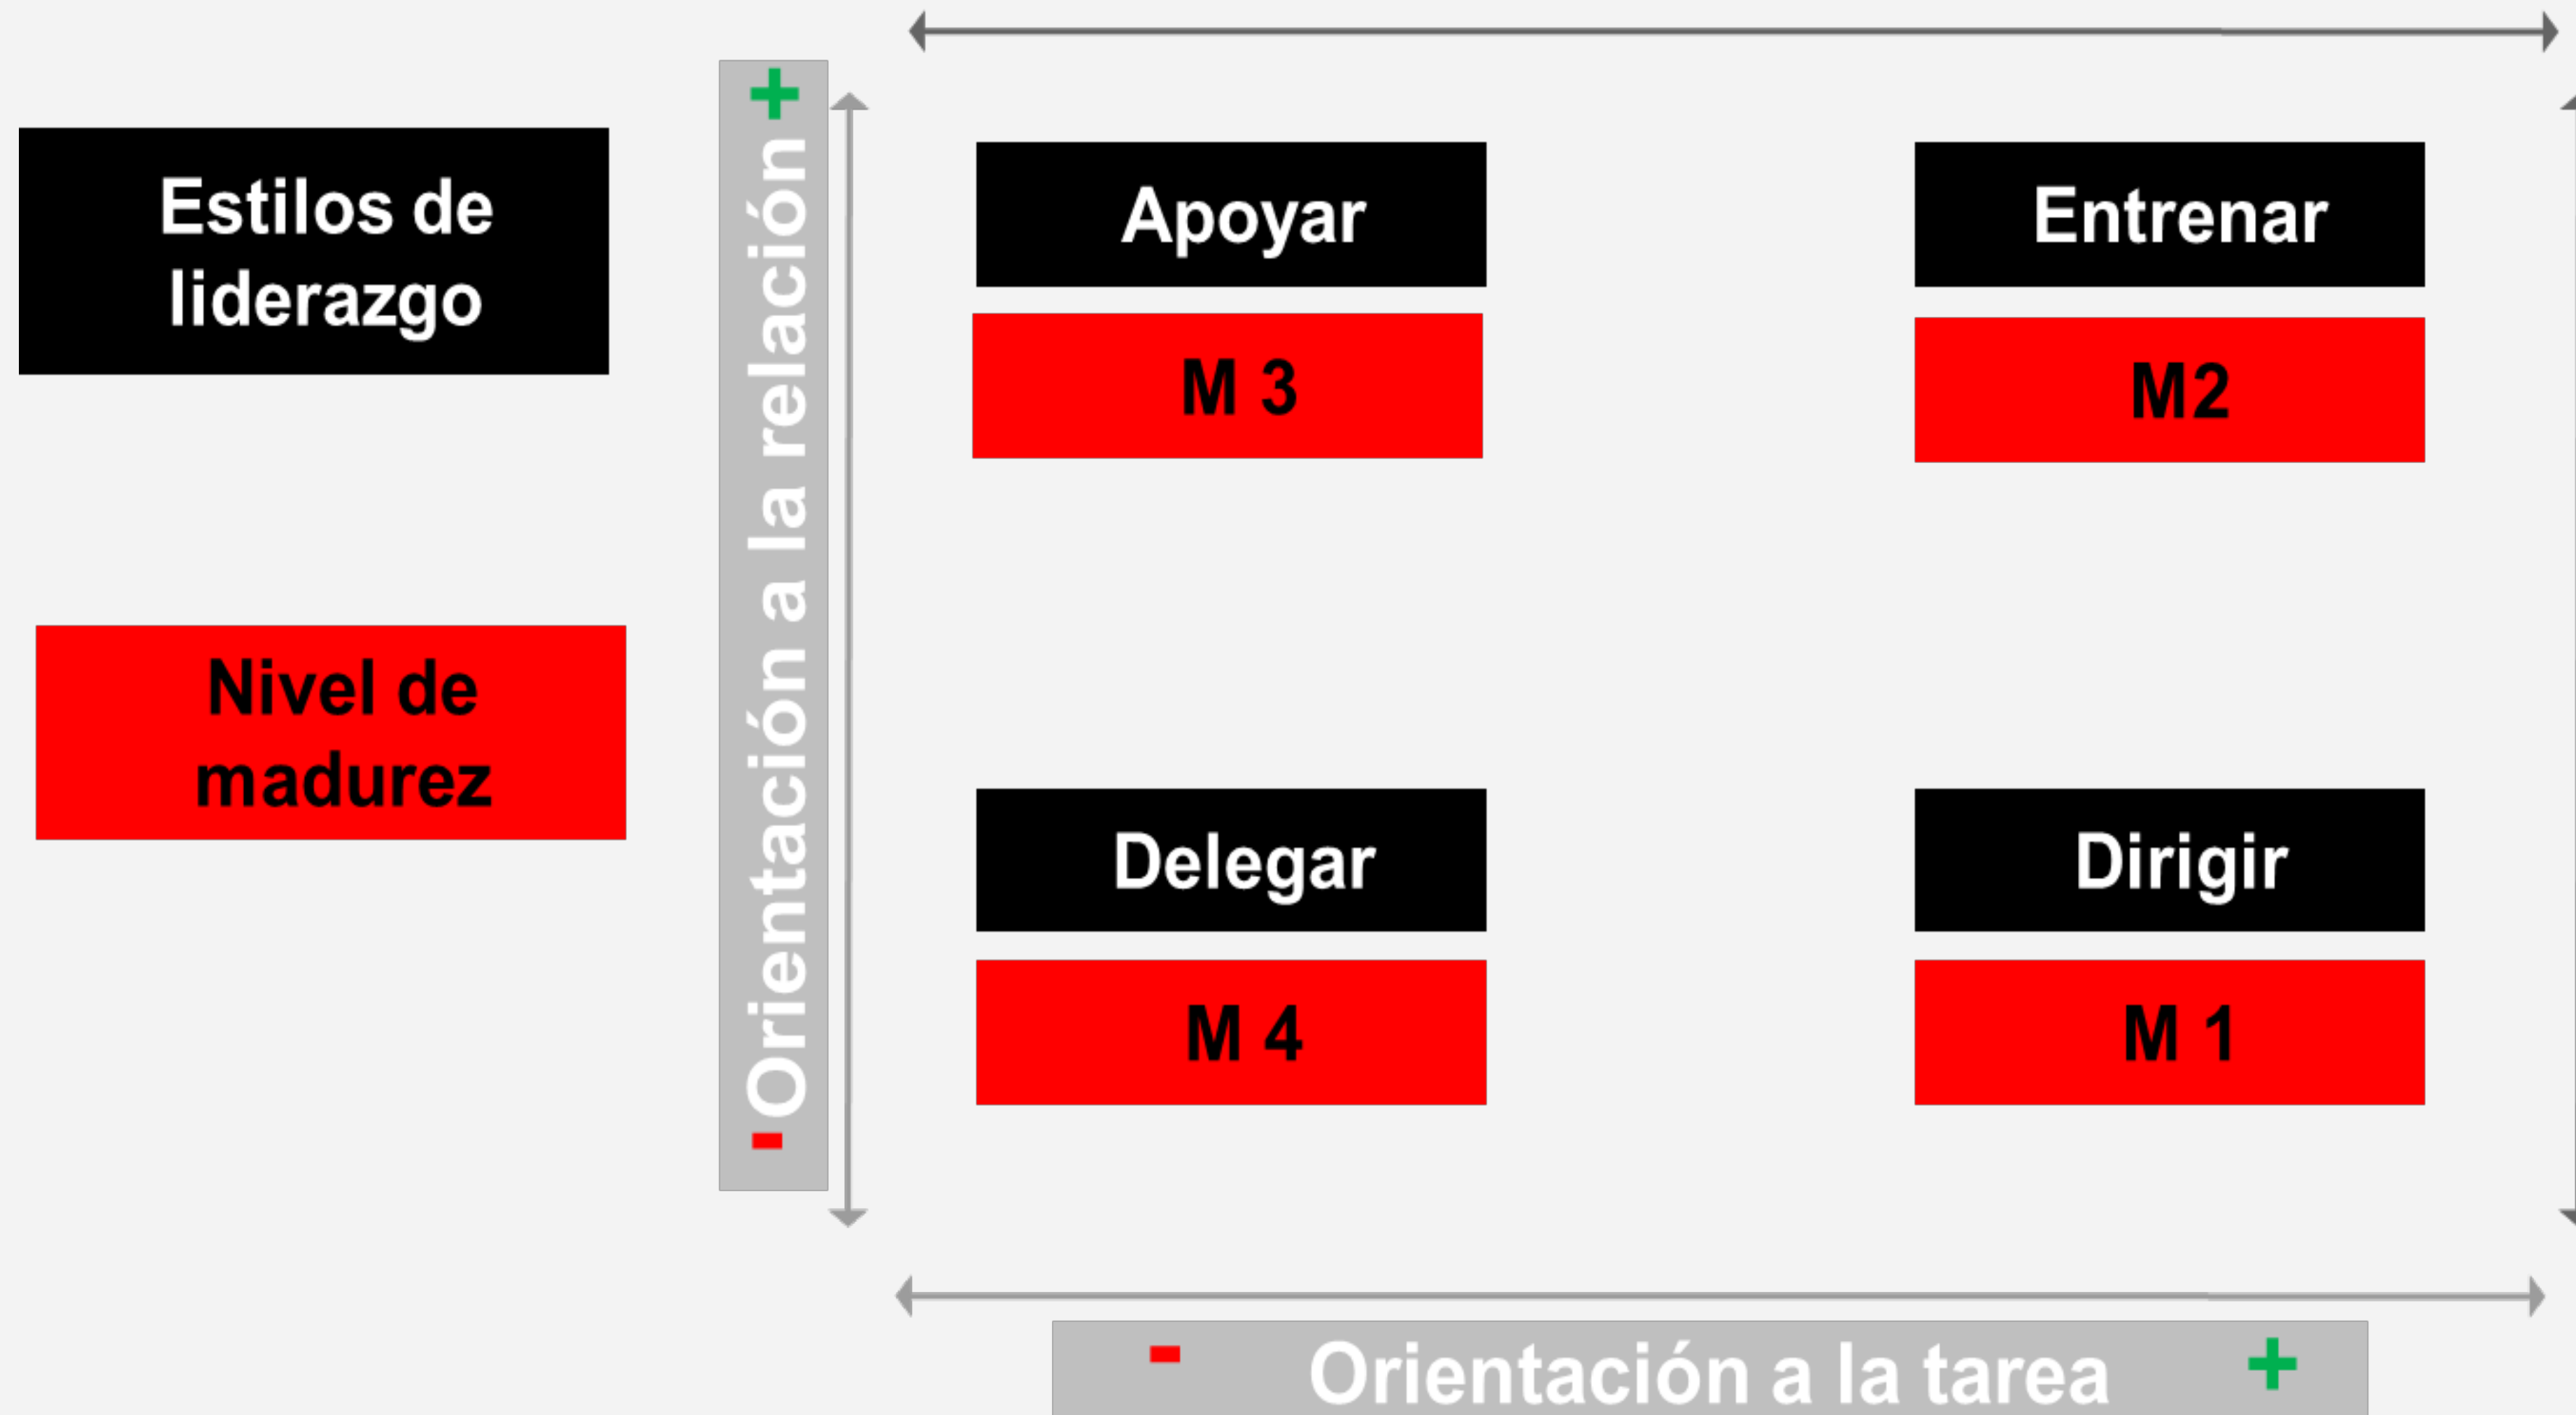 Estilos de
liderazgo
Nivel de
madurez
+
Orientación a la relación
-
Apoyar
M 3
Entrenar
M2
Delegar
M 4
Dirigir
M 1
- Orientación a la tarea +